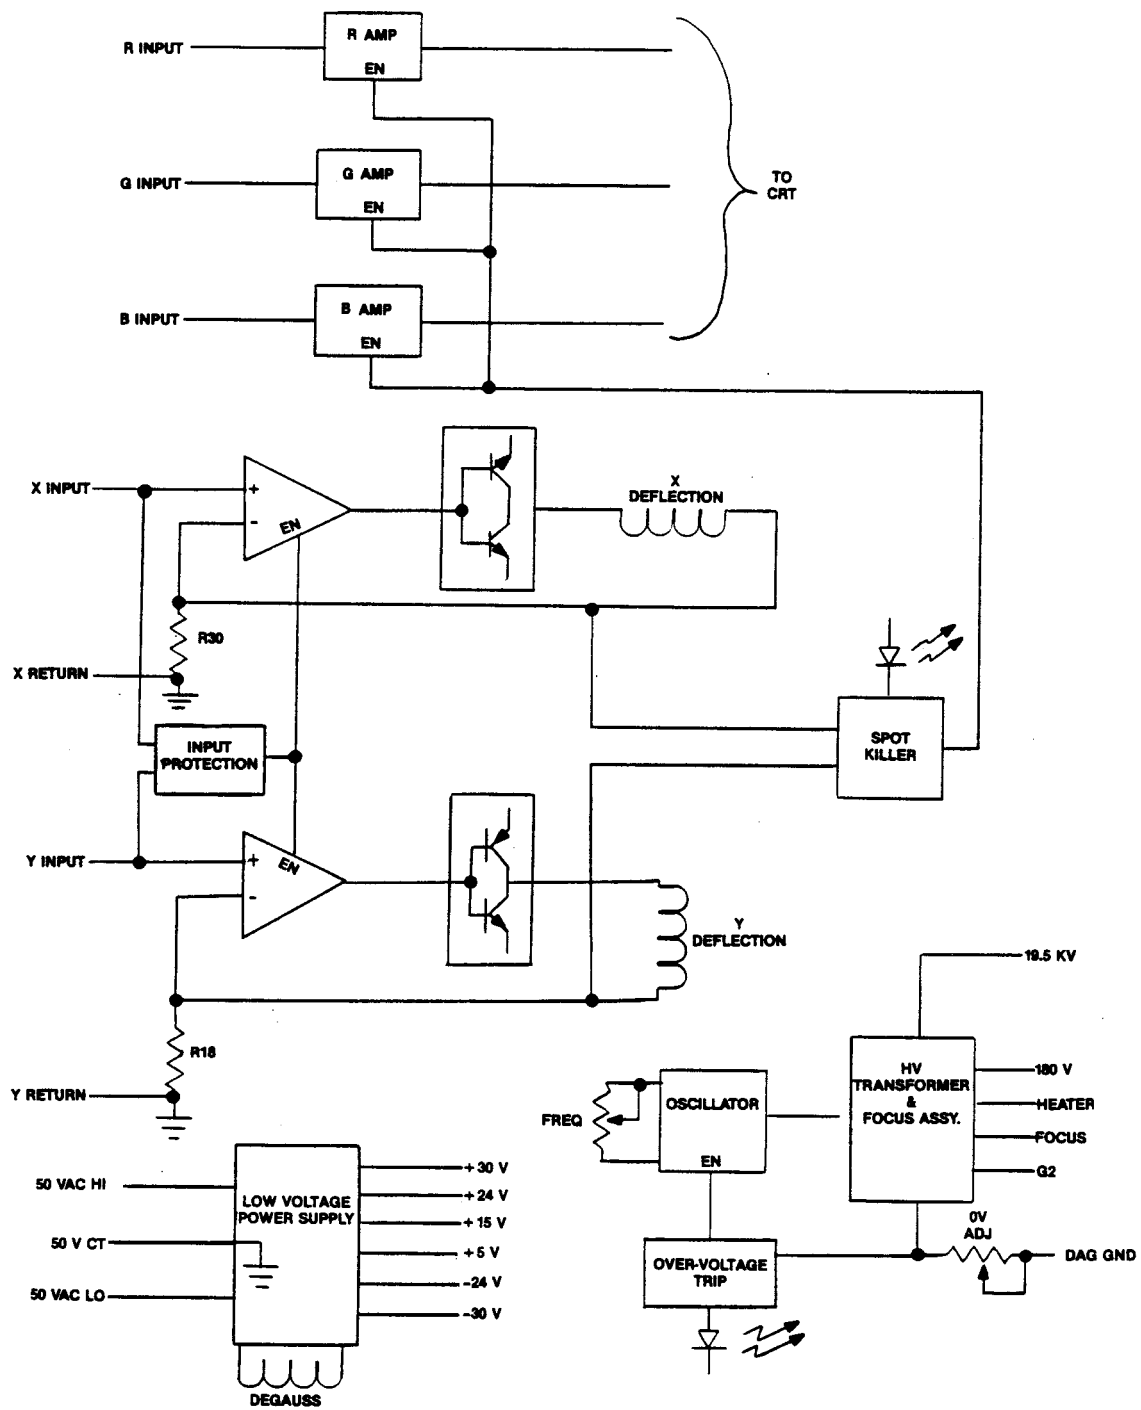 R INPUT
R AMP
EN
G INPUT
G AMP
EN
TO
CRT
B INPUT
B AMP
EN
X INPUT
+
-
EN
X
DEFLECTION
R30
X RETURN
INPUT
PROTECTION
SPOT
KILLER
Y INPUT
+
-
EN
Y
DEFLECTION
R18
Y RETURN
19.5 KV
HV
TRANSFORMER
&
FOCUS ASSY.
180 V
HEATER
FOCUS
G2
FREQ
OSCILLATOR
EN
0V
ADJ
DAG GND
OVER-VOLTAGE
TRIP
50 VAC HI
50 V CT
50 VAC LO
LOW VOLTAGE
POWER SUPPLY
+30 V
+24 V
+15 V
+5 V
-24 V
-30 V
DEGAUSS